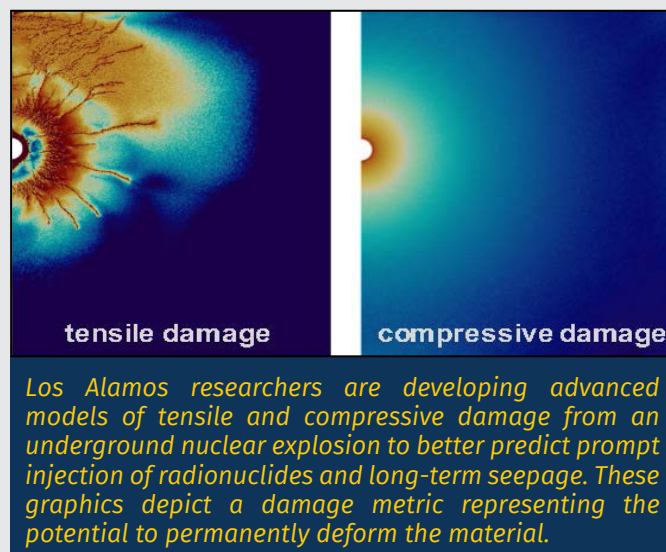 tensile damage
compressive damage
Los Alamos researchers are developing advanced
models of tensile and compressive damage from an
underground nuclear explosion to better predict prompt
injection of radionuclides and long-term seepage. These
graphics depict a damage metric representing the
potential to permanently deform the material.